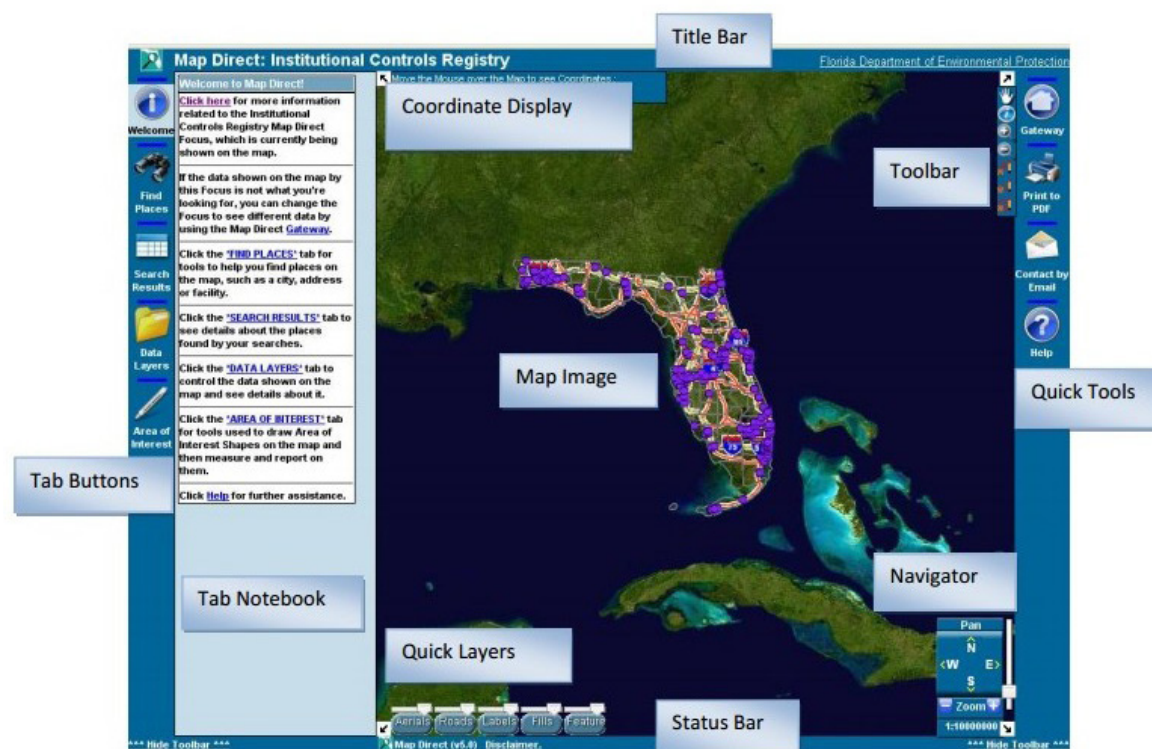 Title Bar
Map Direct: Institutional Controls Registry
Florida Department of Environmental Protection
Welcome
Find
Places
Search
Results
Data
Layers
Area of
Interest
Tab Buttons
*** Hide Toolbar ***
Welcome to Map Direct!
Click here for more information
related to the Institutional
Controls Registry Map Direct
Focus, which is currently being
shown on the map.
If the data shown on the map by
this Focus is not what you're
looking for, you can change the
Focus to see different data by
using the Map Direct Gateway.
Click the *FIND PLACES* tab for
tools to help you find places on
the map, such as a city, address
or facility.
Click the *SEARCH RESULTS* tab to
see details about the places
found by your searches.
Click the *DATA LAYERS* tab to
control the data shown on the
map and see details about it.
Click the *AREA OF INTEREST* tab
for tools used to draw Area of
Interest Shapes on the map and
then measure and report on
them.
Click Help for further assistance.
Tab Notebook
Move the Mouse over the Map to see Coordinates :
Coordinate Display
Toolbar
Map Image
75
Navigator
Pan
N
W E
S
Zoom
1:10000000
Quick Layers
Aerials Roads Labels Fills Feature
Status Bar
Map Direct (v5.0) Disclaimer.
Gateway
Print to
PDF
Contact by
Email
Help
Quick Tools
*** Hide Toolbar ***